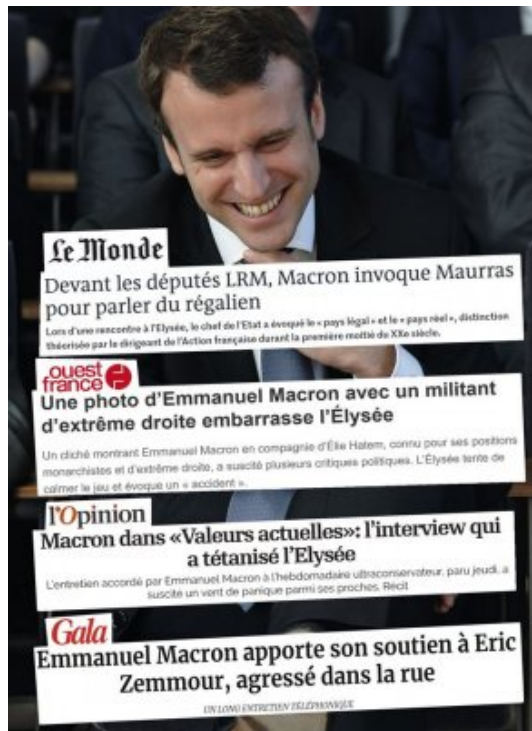 Le Monde
Devant les députés LRM, Macron invoque Maurras
pour parler du régalien
Lors d'une rencontre à l'Elysée, le chef de l'Etat a évoqué le « pays légal » et le « pays réel », distinction
théorisée par le dirigeant de l'Action française durant la première moitié du XXe siècle.
ouest
france
Une photo d'Emmanuel Macron avec un militant
d'extrême droite embarrasse l'Élysée
Un cliché montrant Emmanuel Macron en compagnie d'Élie Hatem, connu pour ses positions
monarchistes et d'extrême droite, a suscité plusieurs critiques politiques. L'Élysée tente de
calmer le jeu et évoque un « accident ».
l'Opinion
Macron dans «Valeurs actuelles»: l'interview qui
a tétanisé l'Elysée
L'entretien accordé par Emmanuel Macron à l'hebdomadaire ultraconservateur, paru jeudi, a
suscité un vent de panique parmi ses proches. Récit
Gala
Emmanuel Macron apporte son soutien à Eric
Zemmour, agressé dans la rue
UN LONG ENTRETIEN TÉLÉPHONIQUE